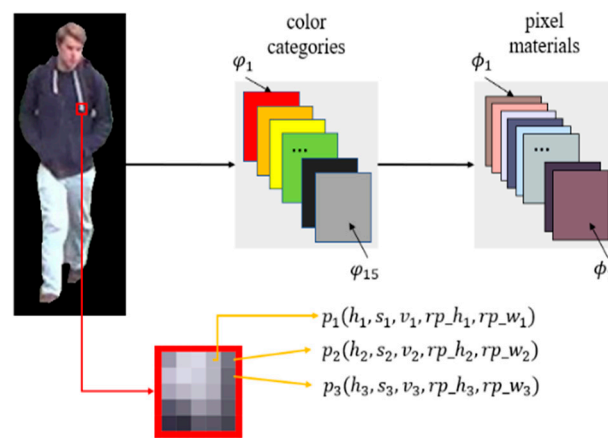 color
categories
pixel
materials
φ₁
ϕ₁
...
...
φ₁₅
ϕ
p₁(h₁, s₁, v₁, rp_h₁, rp_w₁)
p₂(h₂, s₂, v₂, rp_h₂, rp_w₂)
p₃(h₃, s₃, v₃, rp_h₃, rp_w₃)